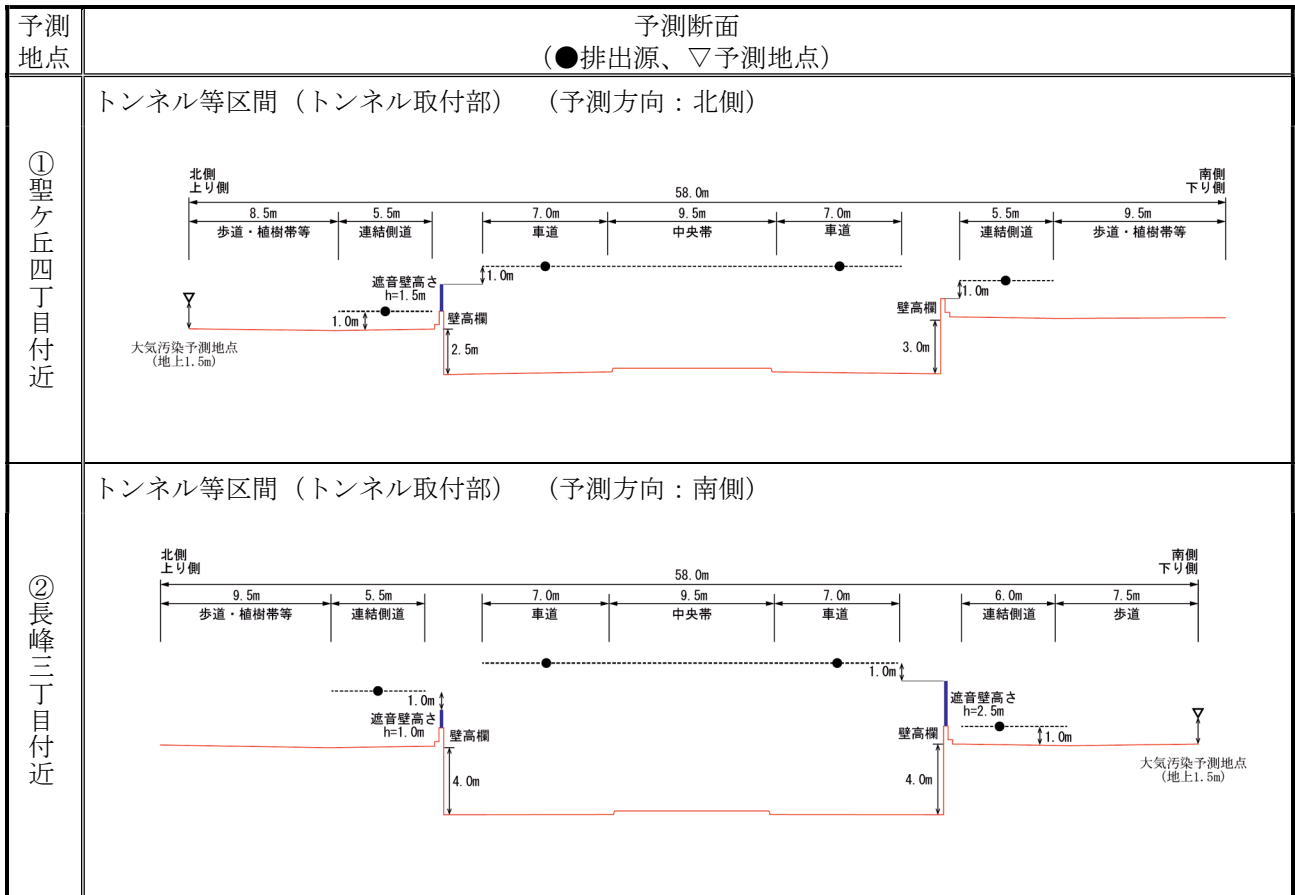 予測
地点
予測断面
(●排出源、▽予測地点)
①聖ケ丘四丁目付近
トンネル等区間（トンネル取付部）　（予測方向：北側）
北側
上り側
南側
下り側
58.0m
8.5m
5.5m
7.0m
9.5m
7.0m
5.5m
9.5m
歩道・植樹帯等
連結側道
車道
中央帯
車道
連結側道
歩道・植樹帯等
1.0m
遮音壁高さ
h=1.5m
1.0m
壁高欄
2.5m
1.0m
壁高欄
3.0m
大気汚染予測地点
(地上1.5m)
②長峰三丁目付近
トンネル等区間（トンネル取付部）　（予測方向：南側）
北側
上り側
南側
下り側
58.0m
9.5m
5.5m
7.0m
9.5m
7.0m
6.0m
7.5m
歩道・植樹帯等
連結側道
車道
中央帯
車道
連結側道
歩道
1.0m
1.0m
遮音壁高さ
h=1.0m
壁高欄
4.0m
遮音壁高さ
h=2.5m
壁高欄
1.0m
4.0m
大気汚染予測地点
(地上1.5m)